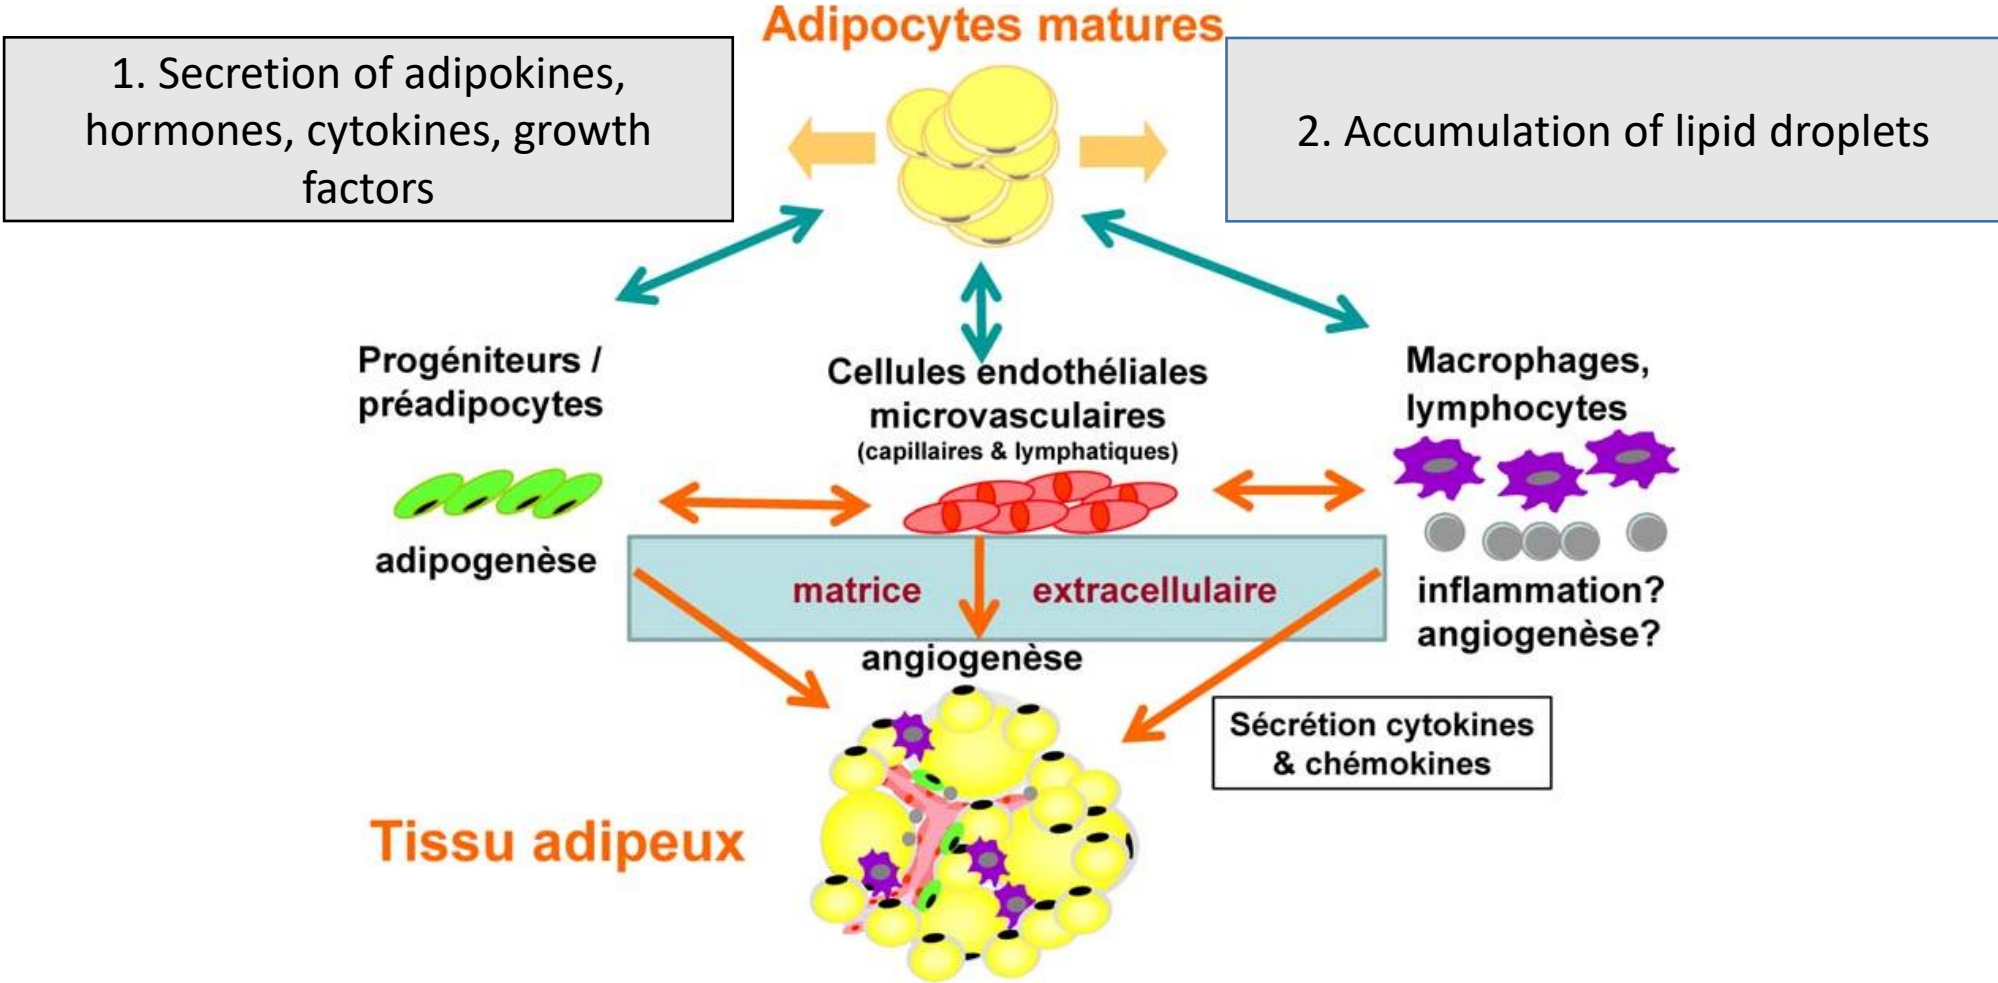 Adipocytes matures
1. Secretion of adipokines,
hormones, cytokines, growth
factors
2. Accumulation of lipid droplets
Progéniteurs /
préadipocytes
Cellules endothéliales
microvasculaires
(capillaires & lymphatiques)
Macrophages,
lymphocytes
adipogenèse
matrice extracellulaire
inflammation?
angiogenèse?
angiogenèse
Sécrétion cytokines
& chémokines
Tissu adipeux